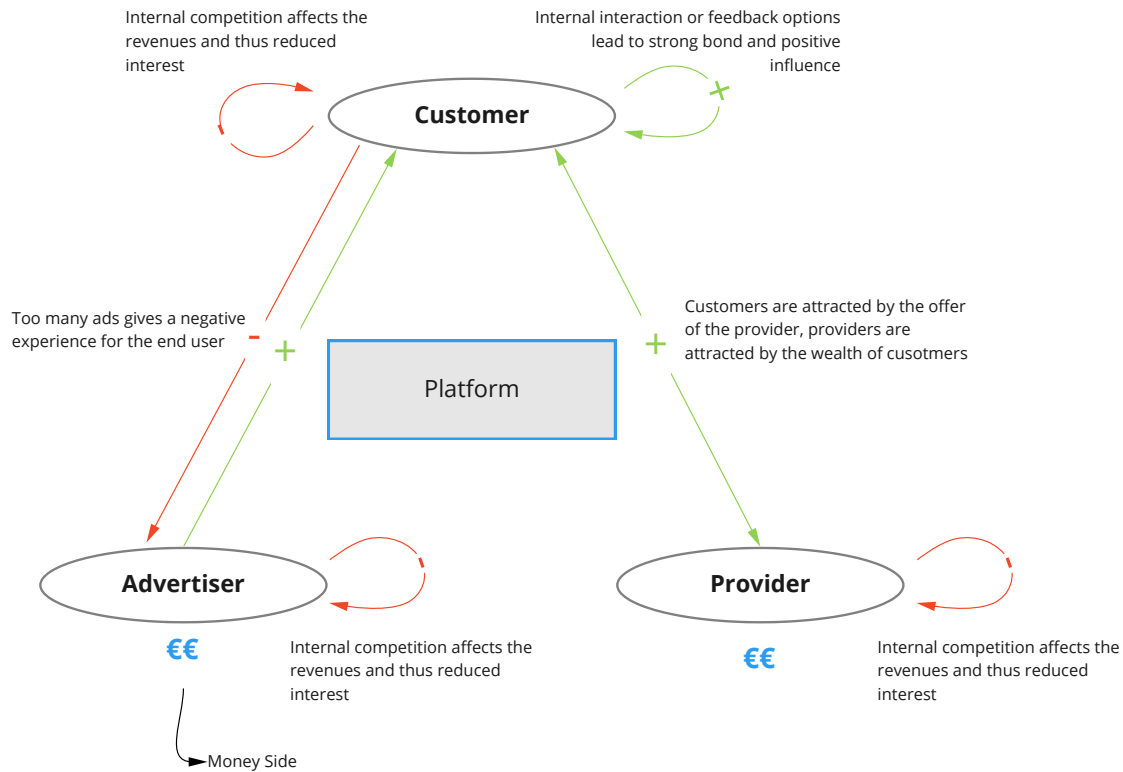 Internal competition affects the
revenues and thus reduced
interest
Internal interaction or feedback options
lead to strong bond and positive
influence
-
+
Customer
Too many ads gives a negative
experience for the end user
-
+
+
Customers are attracted by the offer
of the provider, providers are
attracted by the wealth of cusotmers
Platform
-
-
Advertiser
Provider
€€
€€
Internal competition affects the
revenues and thus reduced
interest
Internal competition affects the
revenues and thus reduced
interest
Money Side